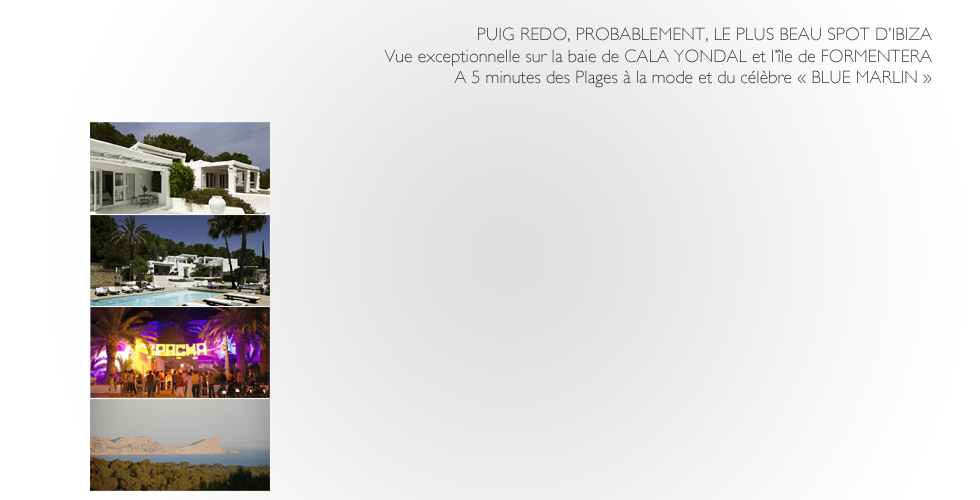 PUIG REDO, PROBABLEMENT, LE PLUS BEAU SPOT D'IBIZA
Vue exceptionnelle sur la baie de CALA YONDAL et l'île de FORMENTERA
A 5 minutes des Plages à la mode et du célèbre « BLUE MARLIN »
PACHA